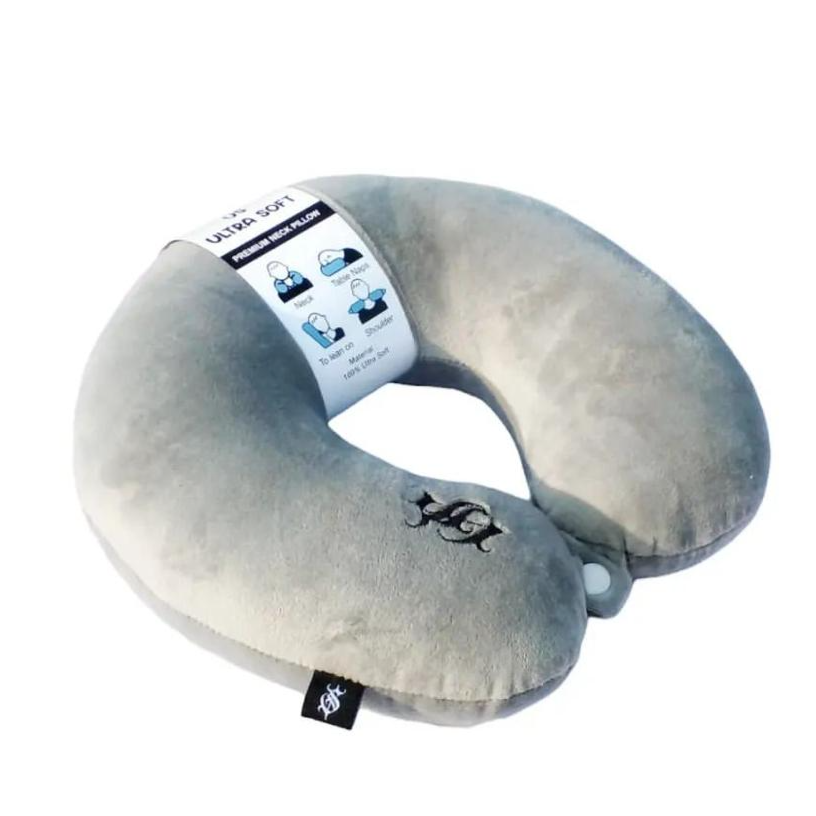 ULTRA SOFT
PREMIUM NECK PILLOW
Neck
Table Naps
To lean on
Shoulder
Material
100% Ultra Soft